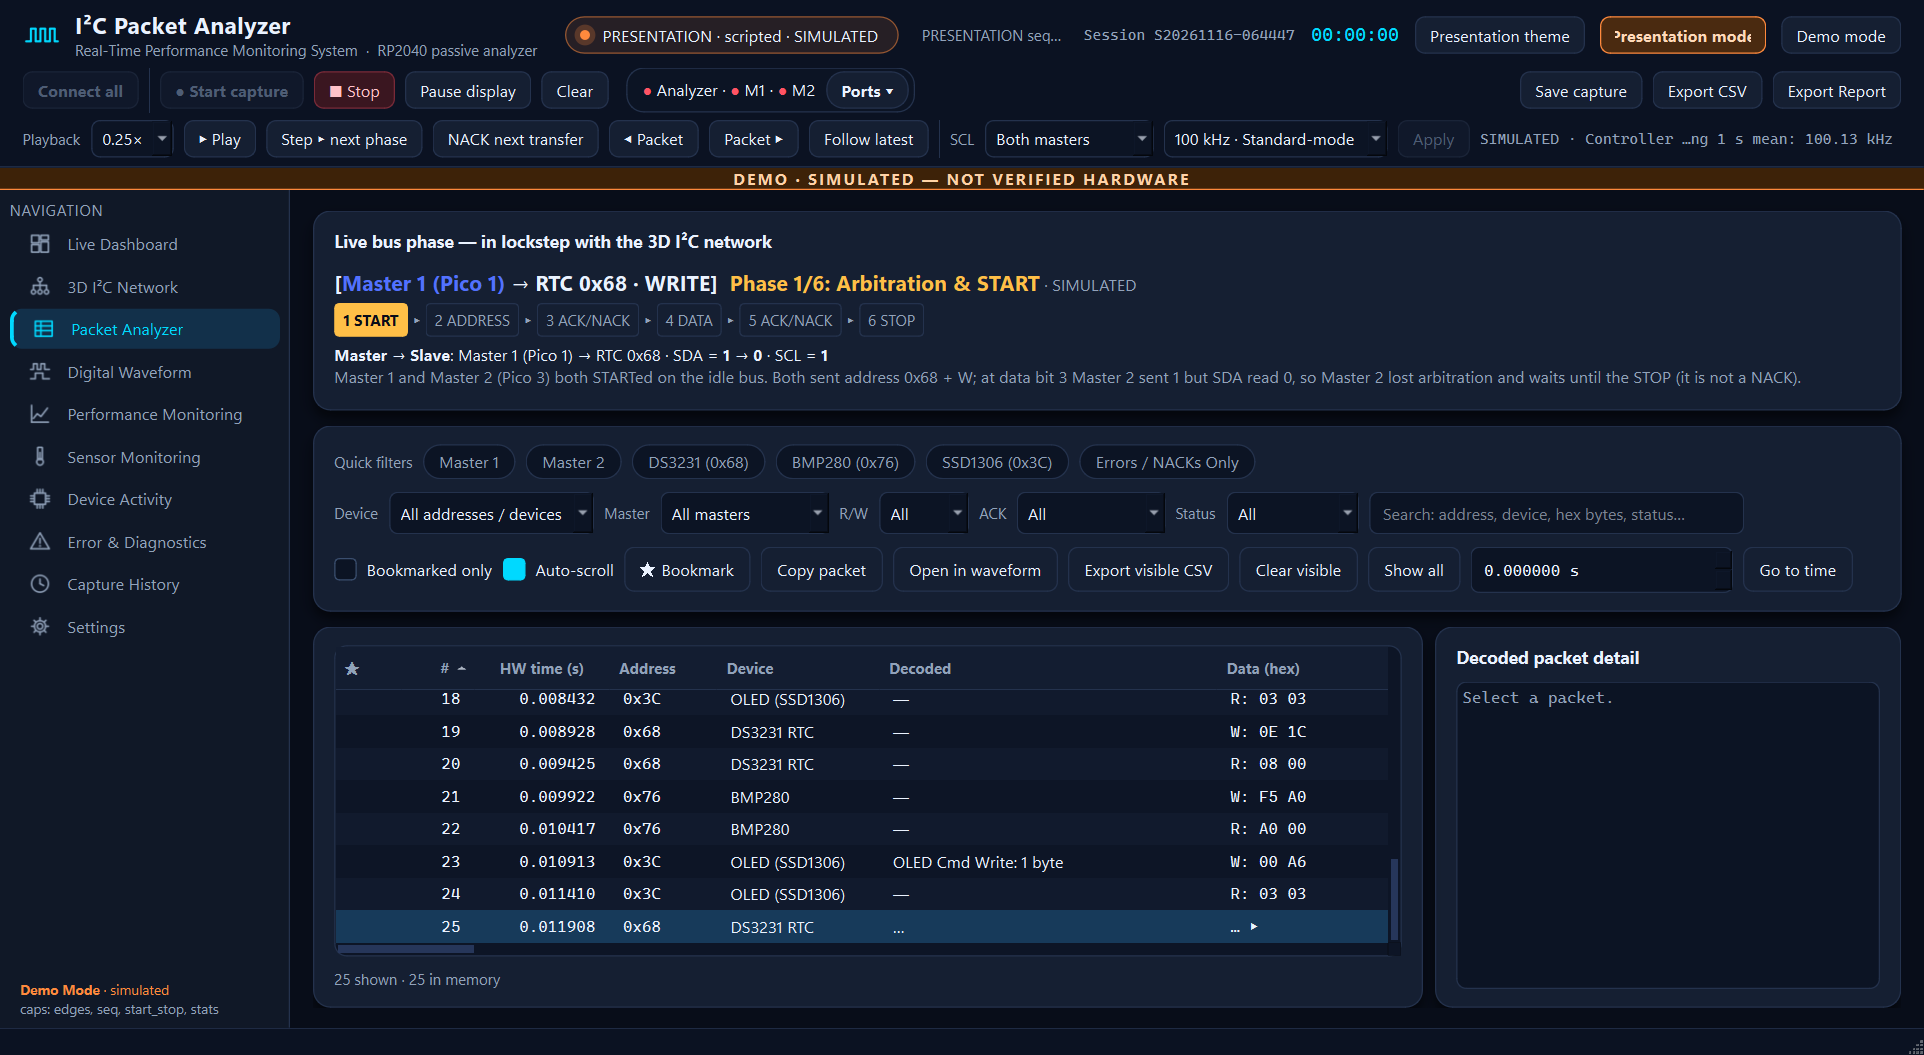 I²C Packet Analyzer
Real-Time Performance Monitoring System · RP2040 passive analyzer
PRESENTATION · scripted · SIMULATED
PRESENTATION seq...
Session S20261116-064447
00:00:00
Presentation theme
Presentation mode
Demo mode
Connect all
● Start capture
■ Stop
Pause display
Clear
● Analyzer · ● M1 · ● M2
Ports ▾
Save capture
Export CSV
Export Report
Playback
0.25×
▸ Play
Step ▸ next phase
NACK next transfer
◂ Packet
Packet ▸
Follow latest
SCL
Both masters
100 kHz · Standard-mode
Apply
SIMULATED · Controller …ng 1 s mean: 100.13 kHz
DEMO · SIMULATED — NOT VERIFIED HARDWARE
NAVIGATION
Live Dashboard
3D I²C Network
Packet Analyzer
Digital Waveform
Performance Monitoring
Sensor Monitoring
Device Activity
Error & Diagnostics
Capture History
Settings
Demo Mode · simulated
caps: edges, seq, start_stop, stats
Live bus phase — in lockstep with the 3D I²C network
[Master 1 (Pico 1) → RTC 0x68 · WRITE] Phase 1/6: Arbitration & START · SIMULATED
1 START ▸ 2 ADDRESS ▸ 3 ACK/NACK ▸ 4 DATA ▸ 5 ACK/NACK ▸ 6 STOP
Master → Slave: Master 1 (Pico 1) → RTC 0x68 · SDA = 1 → 0 · SCL = 1
Master 1 and Master 2 (Pico 3) both STARTed on the idle bus. Both sent address 0x68 + W; at data bit 3 Master 2 sent 1 but SDA read 0, so Master 2 lost arbitration and waits until the STOP (it is not a NACK).
Quick filters
Master 1
Master 2
DS3231 (0x68)
BMP280 (0x76)
SSD1306 (0x3C)
Errors / NACKs Only
Device
All addresses / devices
Master
All masters
R/W
All
ACK
All
Status
All
Search: address, device, hex bytes, status...
Bookmarked only
Auto-scroll
★ Bookmark
Copy packet
Open in waveform
Export visible CSV
Clear visible
Show all
0.000000 s
Go to time
★ # HW time (s) Address Device Decoded Data (hex)
18 0.008432 0x3C OLED (SSD1306) — R: 03 03
19 0.008928 0x68 DS3231 RTC — W: 0E 1C
20 0.009425 0x68 DS3231 RTC — R: 08 00
21 0.009922 0x76 BMP280 — W: F5 A0
22 0.010417 0x76 BMP280 — R: A0 00
23 0.010913 0x3C OLED (SSD1306) OLED Cmd Write: 1 byte W: 00 A6
24 0.011410 0x3C OLED (SSD1306) — R: 03 03
25 0.011908 0x68 DS3231 RTC … … ▸
25 shown · 25 in memory
Decoded packet detail
Select a packet.